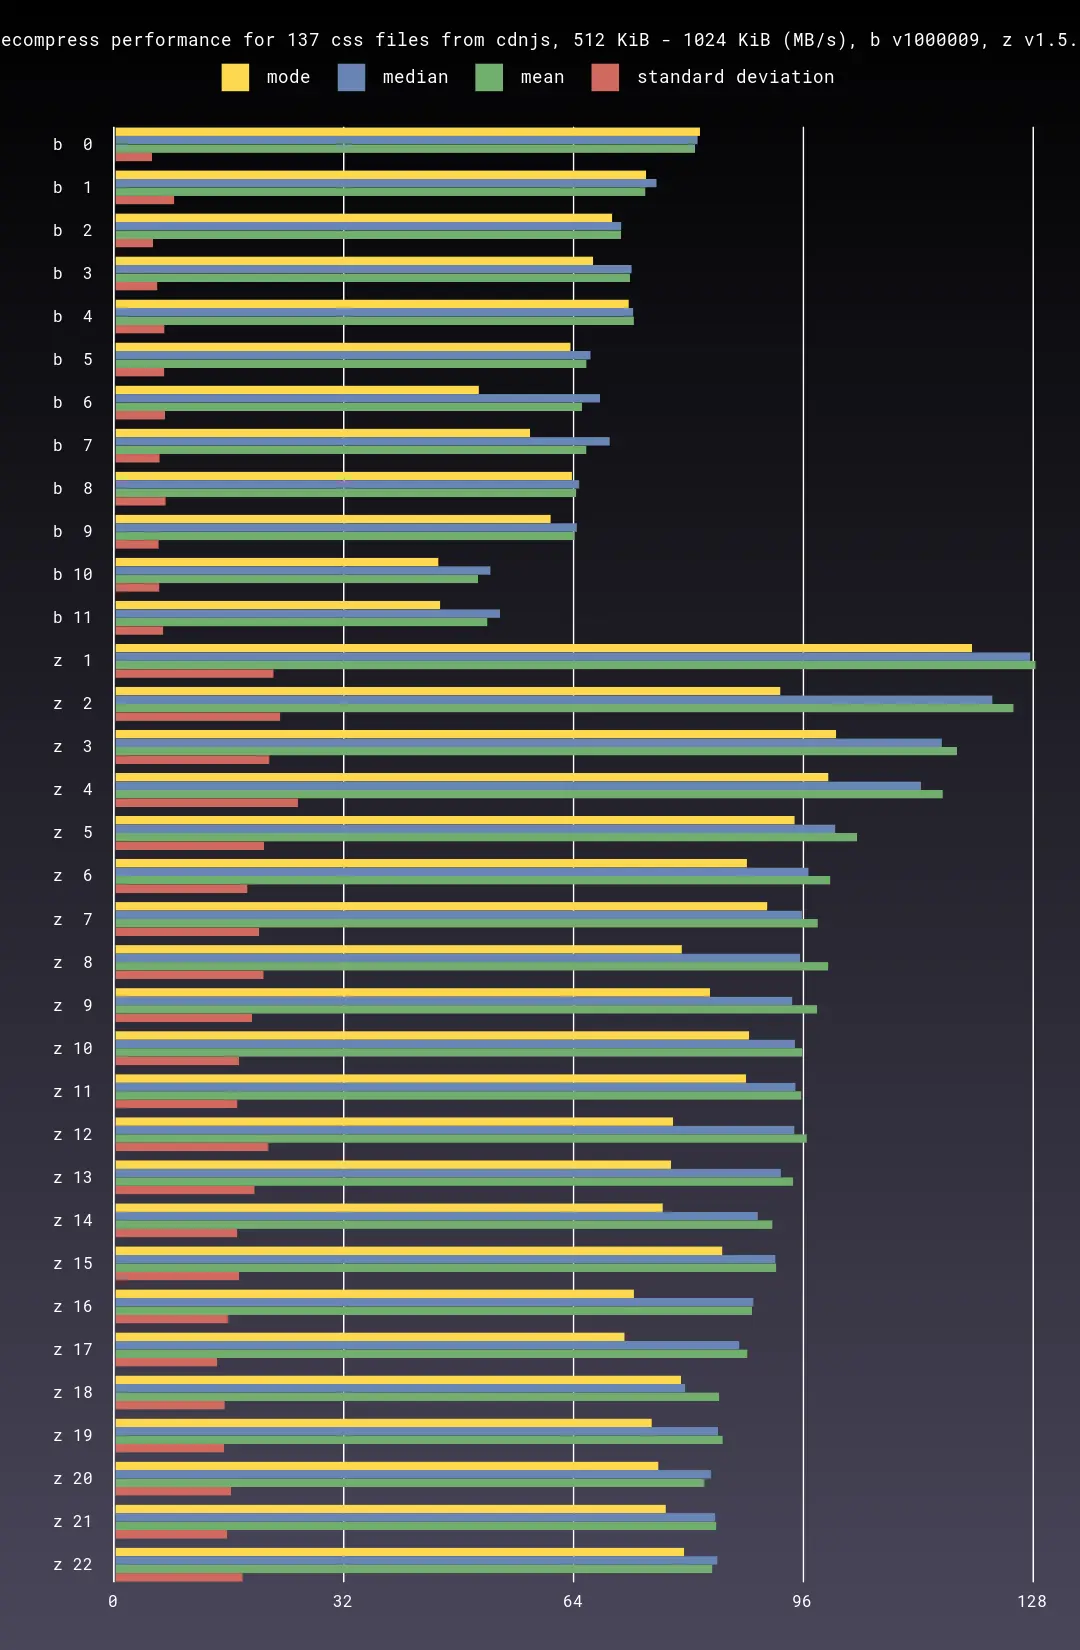 ecompress performance for 137 css files from cdnjs, 512 KiB - 1024 KiB (MB/s), b v1000009, z v1.5.
mode median mean standard deviation
b 0
b 1
b 2
b 3
b 4
b 5
b 6
b 7
b 8
b 9
b 10
b 11
z 1
z 2
z 3
z 4
z 5
z 6
z 7
z 8
z 9
z 10
z 11
z 12
z 13
z 14
z 15
z 16
z 17
z 18
z 19
z 20
z 21
z 22
0 32 64 96 128